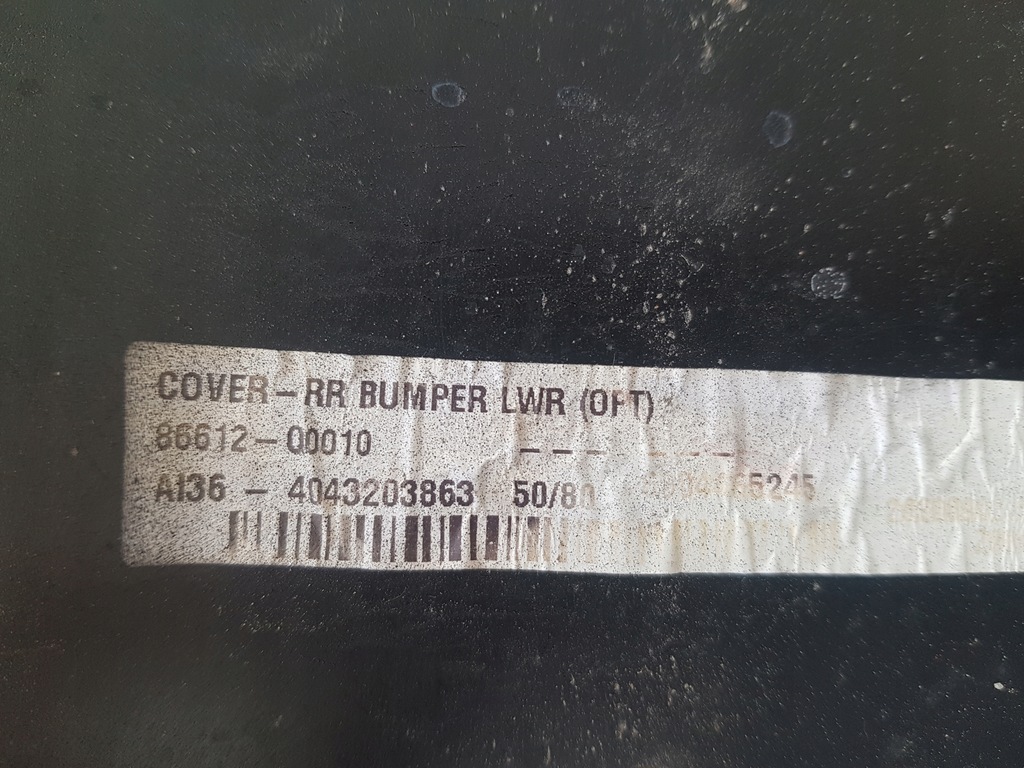 COVER-RR BUMPER LWR (OPT)
86612-Q0010
AI36 - 4043203863 50/80